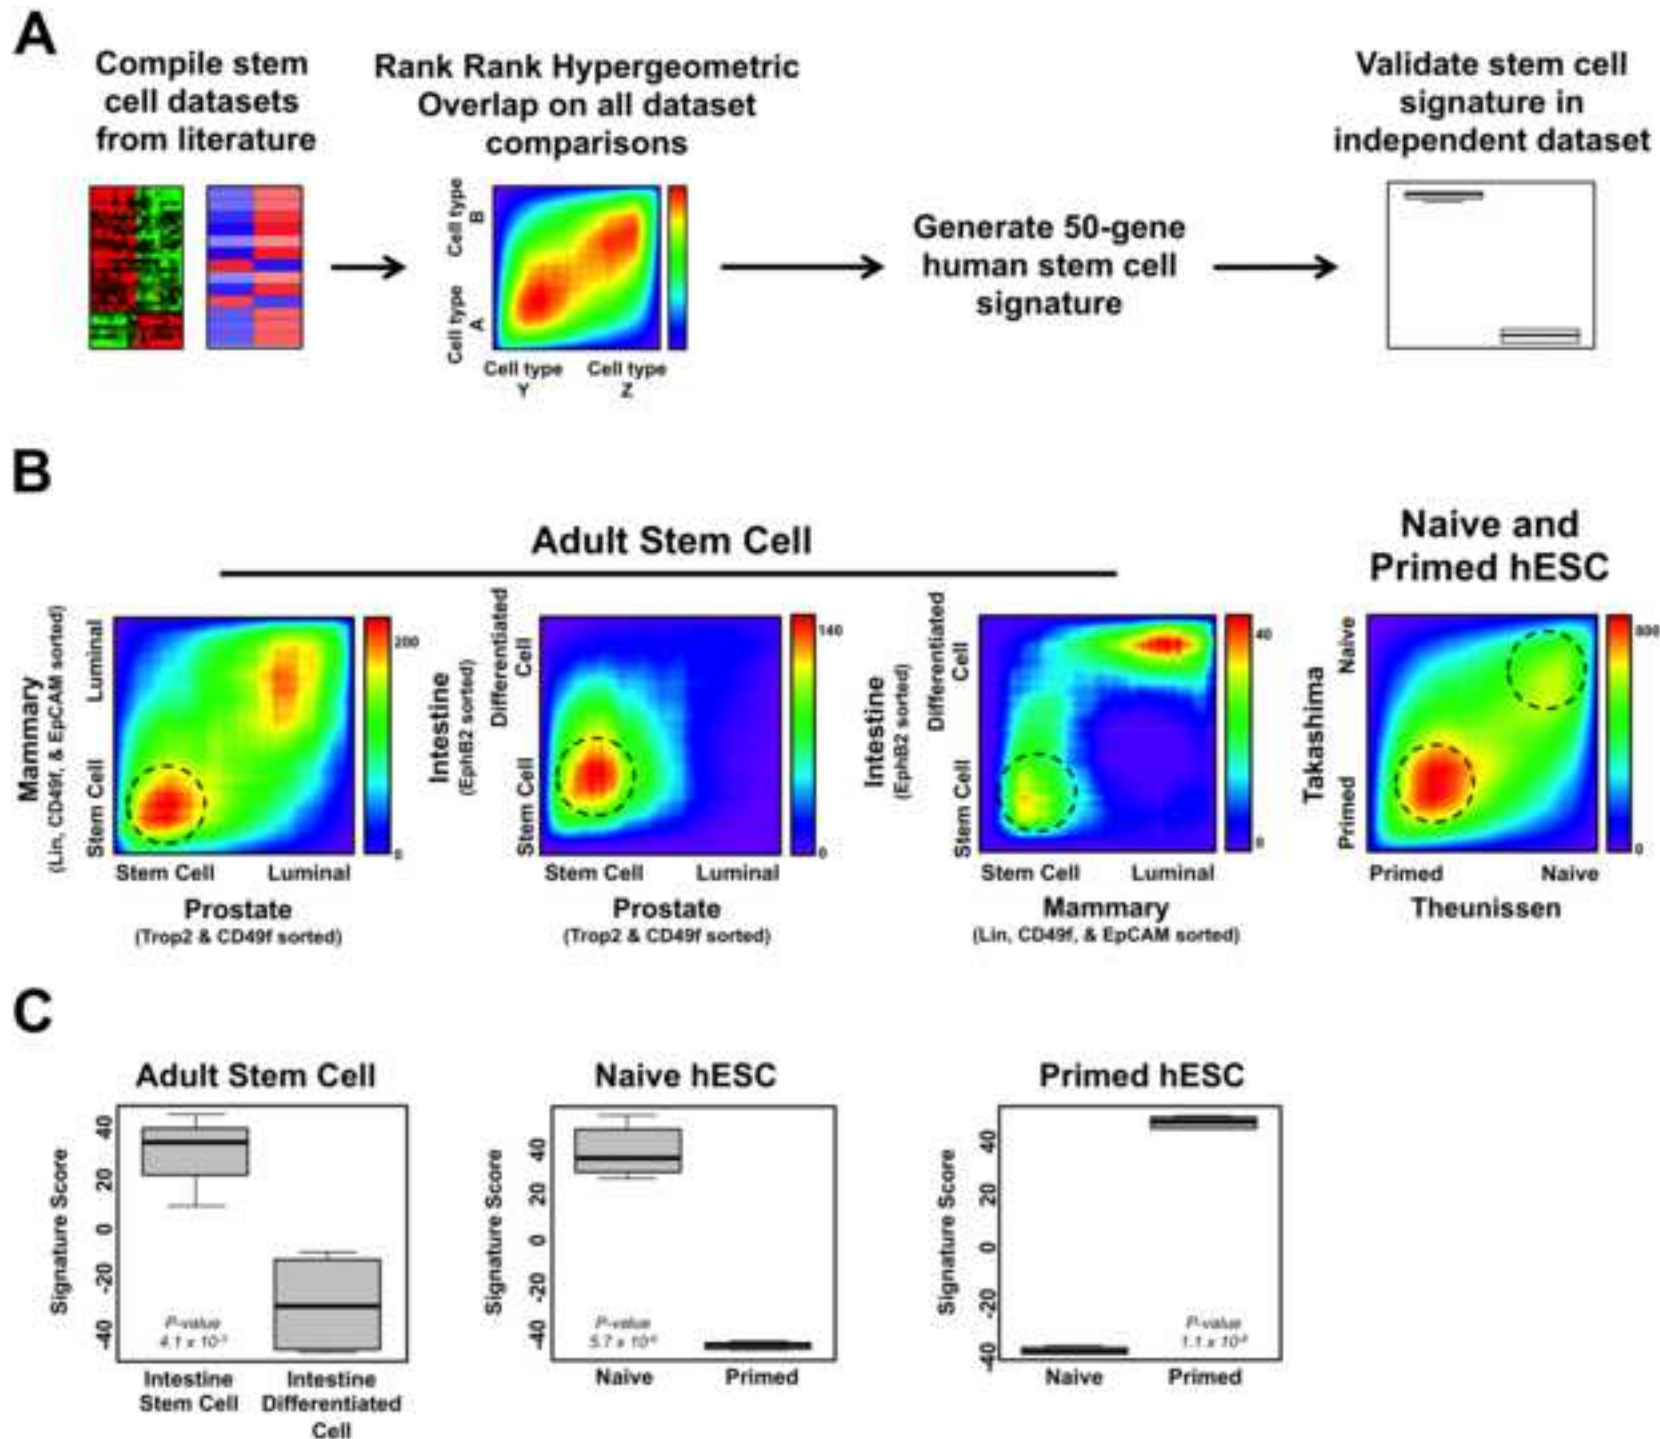 A
Compile stem
cell datasets
from literature
Rank Rank Hypergeometric
Overlap on all dataset
comparisons
Cell type
B
Cell type
A
Cell type
Y
Cell type
Z
Generate 50-gene
human stem cell
signature
Validate stem cell
signature in
independent dataset
B
Adult Stem Cell
Naive and
Primed hESC
Mammary
(Lin, CD49f, & EpCAM sorted)
Luminal
Stem Cell
200
0
Stem Cell
Luminal
Prostate
(Trop2 & CD49f sorted)
Intestine
(EphB2 sorted)
Differentiated
Cell
Stem Cell
140
0
Stem Cell
Luminal
Prostate
(Trop2 & CD49f sorted)
Intestine
(EphB2 sorted)
Differentiated
Cell
Stem Cell
40
0
Stem Cell
Luminal
Mammary
(Lin, CD49f, & EpCAM sorted)
Takashima
Naive
Primed
800
0
Primed
Naive
Theunissen
C
Adult Stem Cell
Signature Score
40
20
0
-20
-40
P-value
Intestine
Stem Cell
Intestine
Differentiated
Cell
Naive hESC
Signature Score
40
20
0
-20
-40
P-value
Naive
Primed
Primed hESC
Signature Score
40
20
0
-20
-40
P-value
Naive
Primed